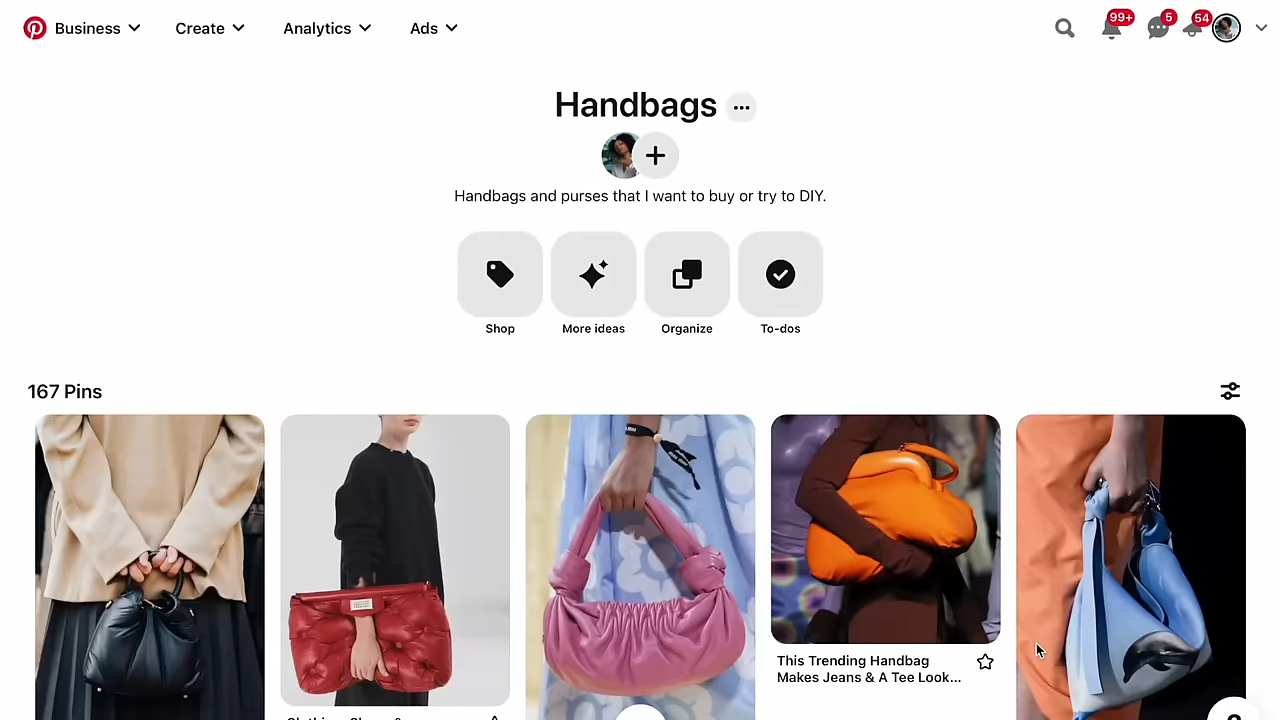 Business
Create
Analytics
Ads
99+
5
54
Handbags
Handbags and purses that I want to buy or try to DIY.
Shop
More ideas
Organize
To-dos
167 Pins
This Trending Handbag
Makes Jeans & A Tee Look...